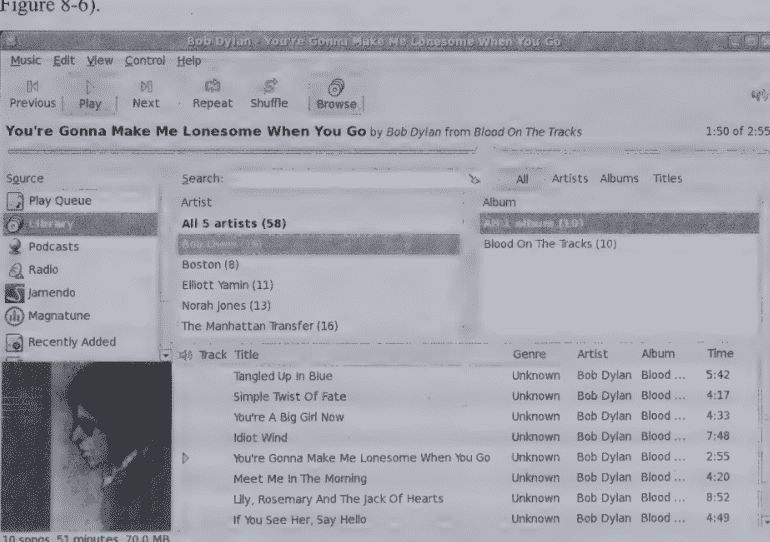 Figure 8-6).
Bob Dylan - You're Gonna Make Me Lonesome When You Go
Music Edit View Control Help
Previous Play Next Repeat Shuffle Browse
You're Gonna Make Me Lonesome When You Go by Bob Dylan from Blood On The Tracks 1:50 of 2:55
Source Search: All Artists Albums Titles
Play Queue Artist Album
Library All 5 artists (58) All 1 album (10)
Podcasts Bob Dylan (10) Blood On The Tracks (10)
Radio Boston (8)
Jamendo Elliott Yamin (11)
Magnatune Norah Jones (13)
Recently Added The Manhattan Transfer (16)
Track Title Genre Artist Album Time
Tangled Up In Blue Unknown Bob Dylan Blood ... 5:42
Simple Twist Of Fate Unknown Bob Dylan Blood ... 4:17
You're A Big Girl Now Unknown Bob Dylan Blood ... 4:33
Idiot Wind Unknown Bob Dylan Blood ... 7:48
You're Gonna Make Me Lonesome When You Go Unknown Bob Dylan Blood ... 2:55
Meet Me In The Morning Unknown Bob Dylan Blood ... 4:20
Lily, Rosemary And The Jack Of Hearts Unknown Bob Dylan Blood ... 8:52
If You See Her, Say Hello Unknown Bob Dylan Blood ... 4:49
10 songs, 51 minutes, 70.0 MB